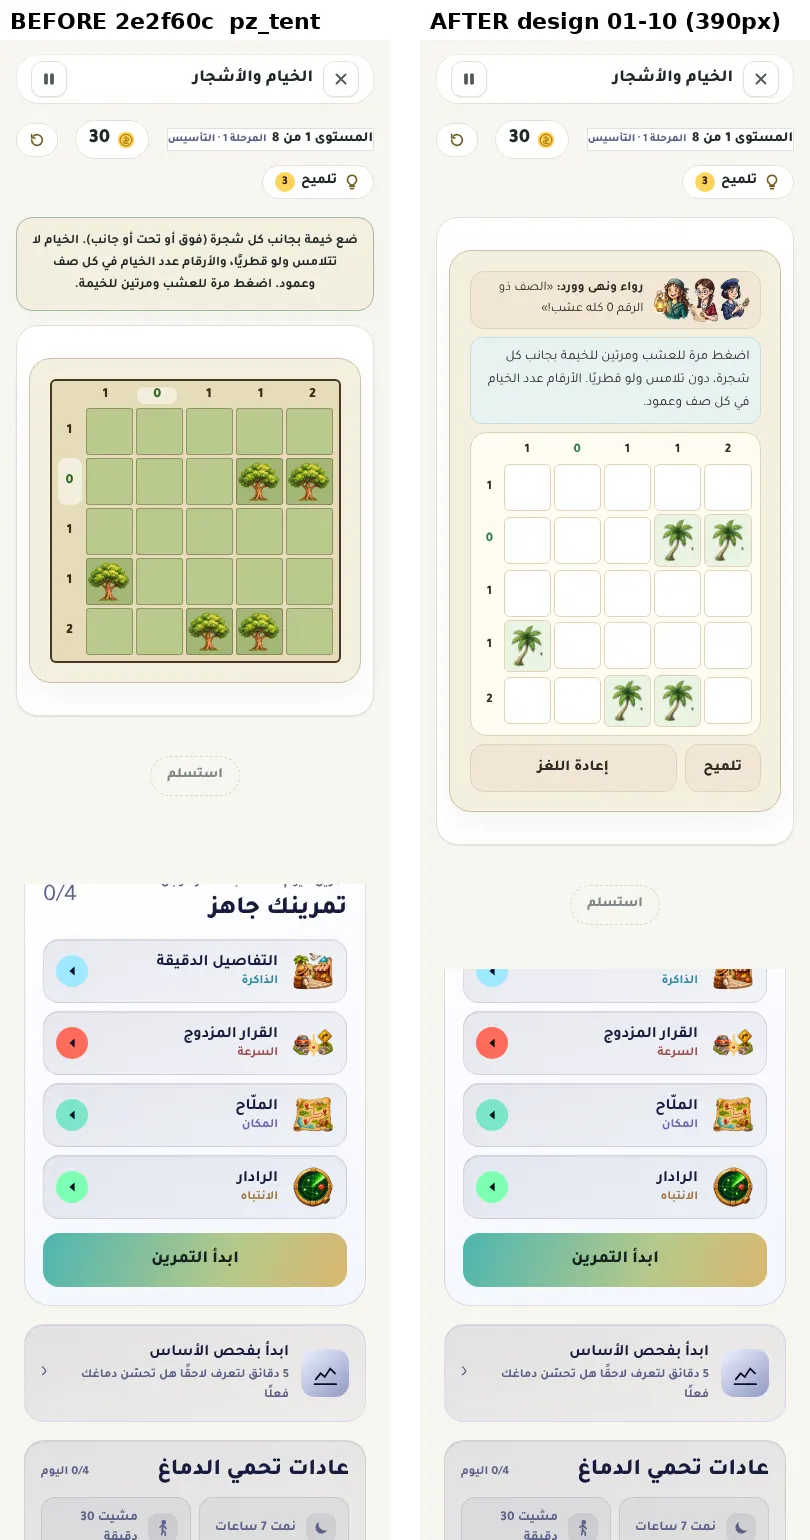 BEFORE 2e2f60c pz_tent
الخيام والأشجار
المستوى 1 من 8 المرحلة 1 · التأسيس
30
تلميح 3
ضع خيمة بجانب كل شجرة (فوق أو تحت أو جانب). الخيام لا
تتلامس ولو قطريًا، والأرقام عدد الخيام في كل صف
وعمود. اضغط مرة للعشب ومرتين للخيمة.
1 0 1 1 2
1
0
1
1
2
استسلم
0/4
تمرينك جاهز
التفاصيل الدقيقة
الذاكرة
القرار المزدوج
السرعة
الملّاح
المكان
الرادار
الانتباه
ابدأ التمرين
ابدأ بفحص الأساس
5 دقائق لتعرف لاحقًا هل تحسّن دماغك
فعلًا
عادات تحمي الدماغ
0/4 اليوم
نمت 7 ساعات
مشيت 30
دقيقة
AFTER design 01-10 (390px)
الخيام والأشجار
المستوى 1 من 8 المرحلة 1 · التأسيس
30
تلميح 3
رواء ونهى وورد: «الصف ذو
الرقم 0 كله عشب!»
اضغط مرة للعشب ومرتين للخيمة بجانب كل
شجرة، دون تلامس ولو قطريًا. الأرقام عدد الخيام
في كل صف وعمود.
1 0 1 1 2
1
0
1
1
2
تلميح
إعادة اللغز
استسلم
الذاكرة
القرار المزدوج
السرعة
الملّاح
المكان
الرادار
الانتباه
ابدأ التمرين
ابدأ بفحص الأساس
5 دقائق لتعرف لاحقًا هل تحسّن دماغك
فعلًا
عادات تحمي الدماغ
0/4 اليوم
نمت 7 ساعات
مشيت 30
دقيقة